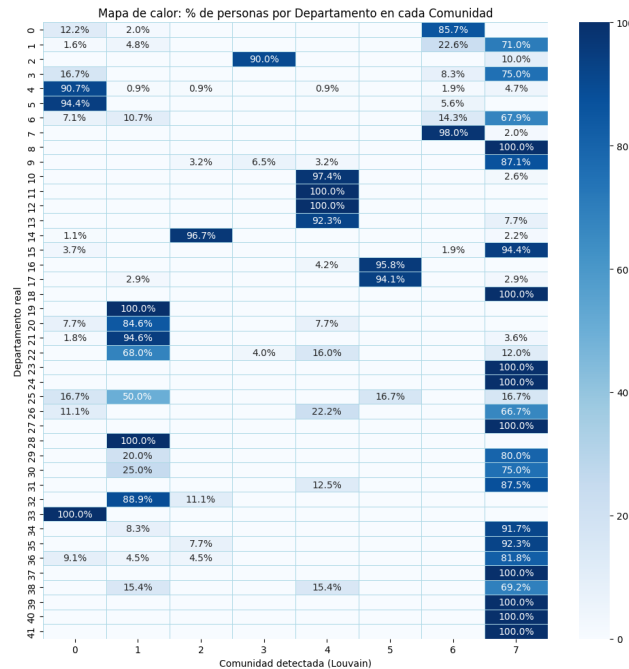 Mapa de calor: % de personas por Departamento en cada Comunidad
0 12.2% 2.0% 85.7%
1 1.6% 4.8% 22.6% 71.0%
2 90.0% 10.0%
3 16.7% 8.3% 75.0%
4 90.7% 0.9% 0.9% 0.9% 1.9% 4.7%
5 94.4% 5.6%
6 7.1% 10.7% 14.3% 67.9%
7 98.0% 2.0%
8 100.0%
9 3.2% 6.5% 3.2% 87.1%
10 97.4% 2.6%
11 100.0%
12 100.0%
13 92.3% 7.7%
14 1.1% 96.7% 2.2%
15 3.7% 1.9% 94.4%
16 4.2% 95.8%
17 2.9% 94.1% 2.9%
18 100.0%
19 100.0%
20 7.7% 84.6% 7.7%
21 1.8% 94.6% 3.6%
22 68.0% 4.0% 16.0% 12.0%
23 100.0%
24 100.0%
25 16.7% 50.0% 16.7% 16.7%
26 11.1% 22.2% 66.7%
27 100.0%
28 100.0%
29 20.0% 80.0%
30 25.0% 75.0%
31 12.5% 87.5%
32 88.9% 11.1%
33 100.0%
34 8.3% 91.7%
35 7.7% 92.3%
36 9.1% 4.5% 4.5% 81.8%
37 100.0%
38 15.4% 15.4% 69.2%
39 100.0%
40 100.0%
41 100.0%
0 1 2 3 4 5 6 7
Comunidad detectada (Louvain)
Departamento real
100
80
60
40
20
0